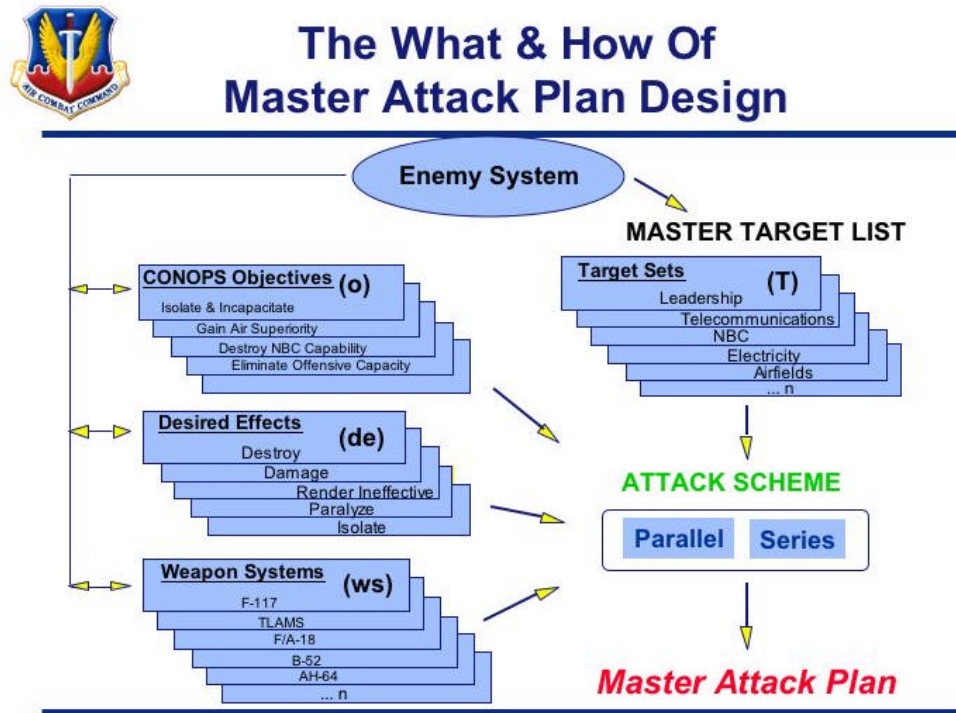 AIR COMBAT COMMAND
The What & How Of
Master Attack Plan Design
Enemy System
MASTER TARGET LIST
CONOPS Objectives (o)
Isolate & Incapacitate
Gain Air Superiority
Destroy NBC Capability
Eliminate Offensive Capacity
Target Sets (T)
Leadership
Telecommunications
NBC
Electricity
Airfields
... n
Desired Effects (de)
Destroy
Damage
Render Ineffective
Paralyze
Isolate
ATTACK SCHEME
Parallel Series
Weapon Systems (ws)
F-117
TLAMS
F/A-18
B-52
AH-64
... n
Master Attack Plan